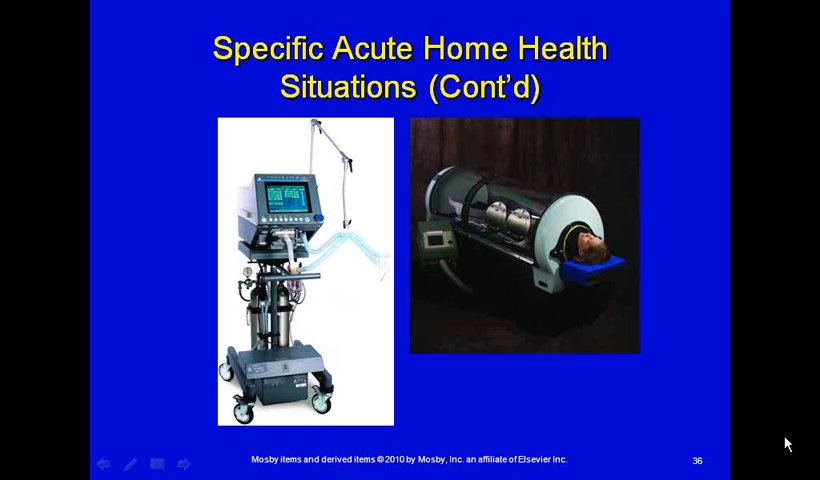 Specific Acute Home Health
Situations (Cont’d)
Mosby items and derived items © 2010 by Mosby, Inc. an affiliate of Elsevier Inc.
36